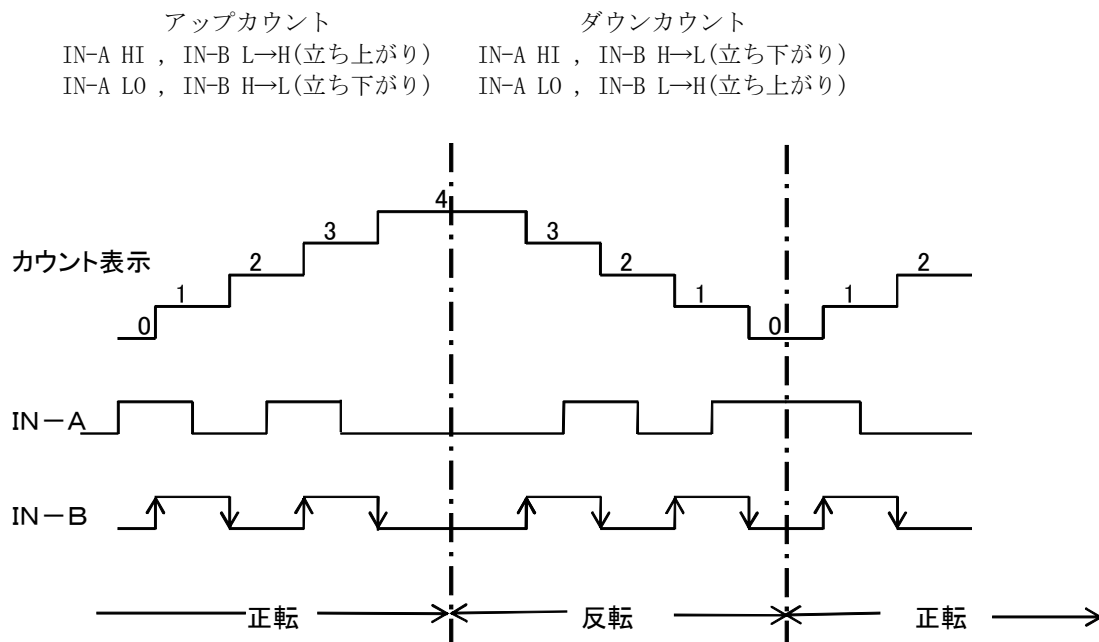 アップカウント ダウンカウント
IN-A HI , IN-B L→H(立ち上がり) IN-A HI , IN-B H→L(立ち下がり)
IN-A LO , IN-B H→L(立ち下がり) IN-A LO , IN-B L→H(立ち上がり)
カウント表示
0 1 2 3 4 3 2 1 0 1 2
IN－A
IN－B
正転 反転 正転